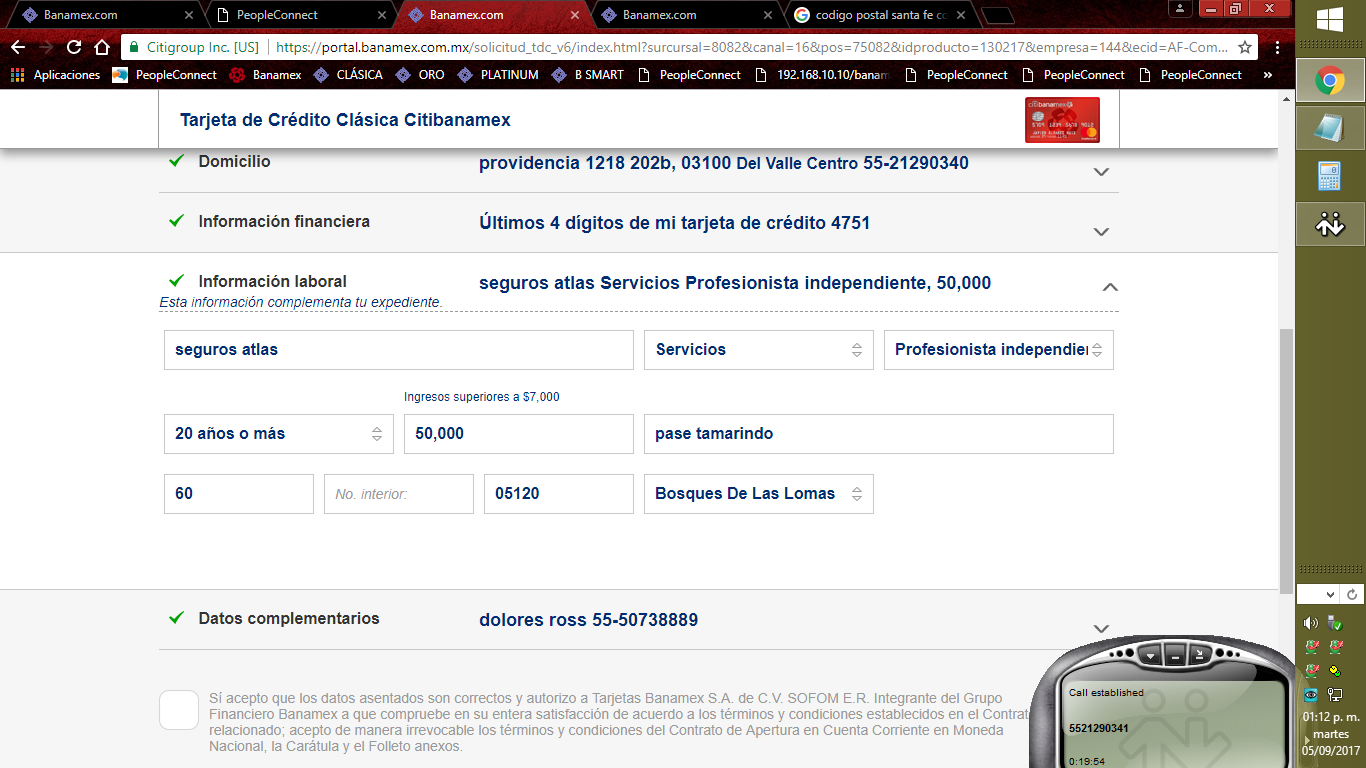 Banamex.com
PeopleConnect
Banamex.com
Banamex.com
codigo postal santa fe cc
Citigroup Inc. [US]
https://portal.banamex.com.mx/solicitud_tdc_v6/index.html?surcursal=8082&canal=16&pos=75082&idproducto=130217&empresa=144&ecid=AF-Com...
Aplicaciones PeopleConnect Banamex CLÁSICA ORO PLATINUM B SMART PeopleConnect 192.168.10.10/banam PeopleConnect PeopleConnect PeopleConnect »
Tarjeta de Crédito Clásica Citibanamex
Domicilio
providencia 1218 202b, 03100 Del Valle Centro 55-21290340
Información financiera
Últimos 4 dígitos de mi tarjeta de crédito 4751
Información laboral
seguros atlas Servicios Profesionista independiente, 50,000
Esta información complementa tu expediente.
seguros atlas
Servicios
Profesionista independien
Ingresos superiores a $7,000
20 años o más
50,000
pase tamarindo
60
No. interior:
05120
Bosques De Las Lomas
Datos complementarios
dolores ross 55-50738889
Sí acepto que los datos asentados son correctos y autorizo a Tarjetas Banamex S.A. de C.V. SOFOM E.R. Integrante del Grupo
Financiero Banamex a que compruebe en su entera satisfacción de acuerdo a los términos y condiciones establecidos en el Contrat
relacionado; acepto de manera irrevocable los términos y condiciones del Contrato de Apertura en Cuenta Corriente en Moneda
Nacional, la Carátula y el Folleto anexos.
Call established
5521290341
0:19:54
01:12 p. m.
martes
05/09/2017